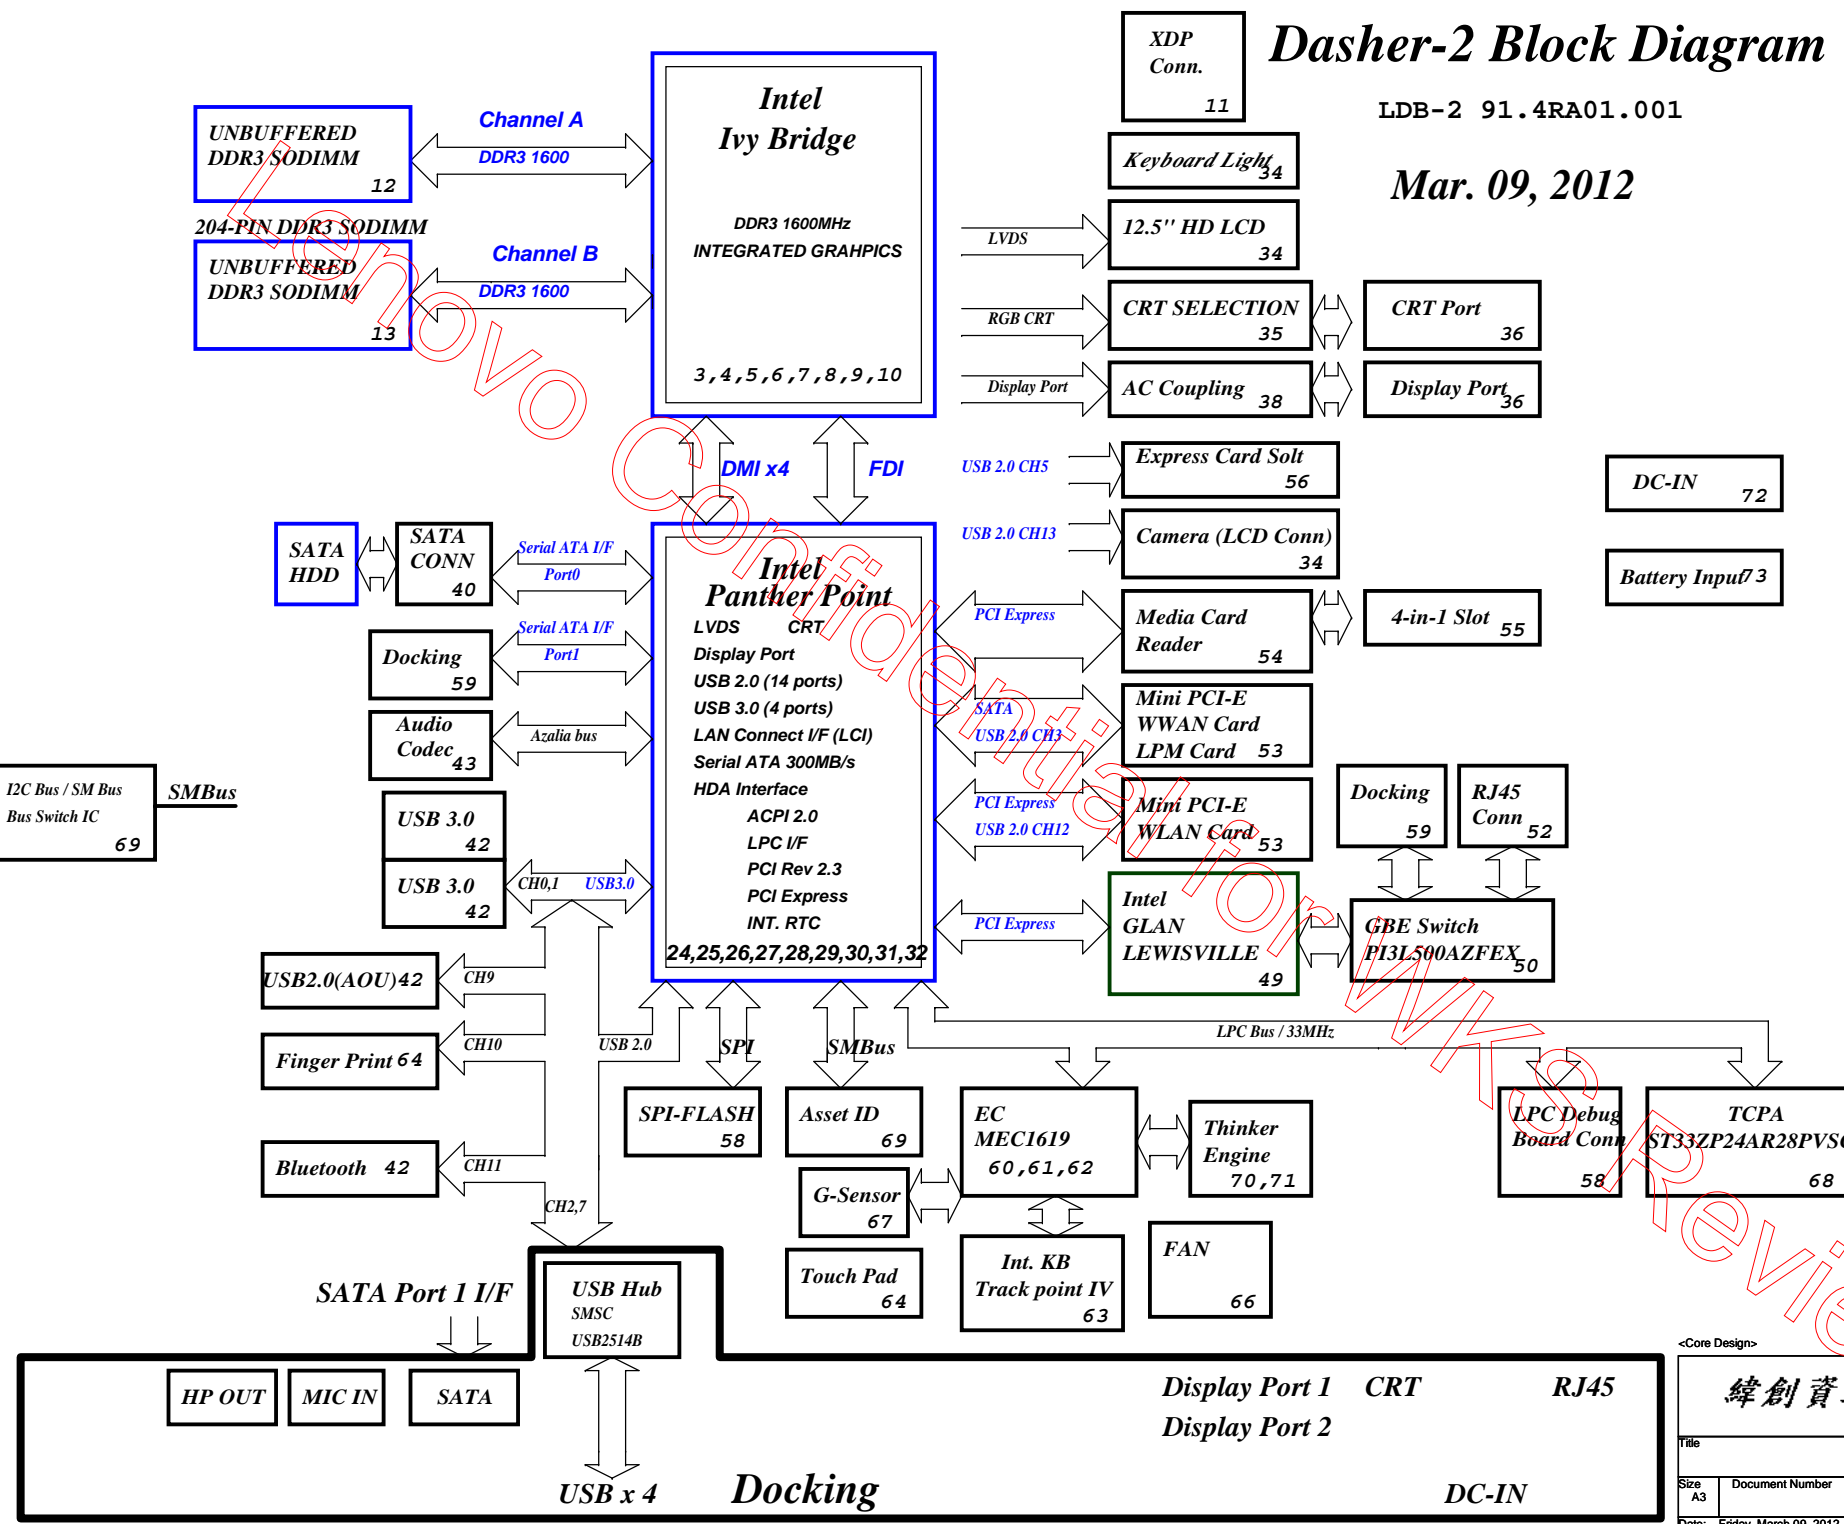 Dasher-2 Block Diagram
LDB-2 91.4RA01.001
Mar. 09, 2012
XDP
Conn.
11
Intel
Ivy Bridge
DDR3 1600MHz
INTEGRATED GRAHPICS
3,4,5,6,7,8,9,10
UNBUFFERED
DDR3 SODIMM
12
Channel A
DDR3 1600
204-PIN DDR3 SODIMM
UNBUFFERED
DDR3 SODIMM
13
Channel B
DDR3 1600
Keyboard Light
34
LVDS
12.5'' HD LCD
34
RGB CRT
CRT SELECTION
35
CRT Port
36
Display Port
AC Coupling
38
Display Port
36
DMI x4
FDI
USB 2.0 CH5
Express Card Solt
56
USB 2.0 CH13
Camera (LCD Conn)
34
DC-IN
72
Battery Input
73
SATA
HDD
SATA
CONN
40
Serial ATA I/F
Port0
Docking
59
Serial ATA I/F
Port1
Audio
Codec
43
Azalia bus
USB 3.0
42
USB 3.0
42
CH0,1
USB3.0
Intel
Panther Point
LVDS CRT
Display Port
USB 2.0 (14 ports)
USB 3.0 (4 ports)
LAN Connect I/F (LCI)
Serial ATA 300MB/s
HDA Interface
ACPI 2.0
LPC I/F
PCI Rev 2.3
PCI Express
INT. RTC
24,25,26,27,28,29,30,31,32
PCI Express
Media Card
Reader
54
4-in-1 Slot
55
SATA
USB 2.0 CH3
Mini PCI-E
WWAN Card
LPM Card
53
PCI Express
USB 2.0 CH12
Mini PCI-E
WLAN Card
53
PCI Express
Intel
GLAN
LEWISVILLE
49
Docking
59
RJ45
Conn
52
GBE Switch
PI3L500AZFEX
50
I2C Bus / SM Bus
Bus Switch IC
69
SMBus
USB2.0(AOU)42
CH9
Finger Print 64
CH10
Bluetooth 42
CH11
CH2,7
USB 2.0
SPI
SMBus
LPC Bus / 33MHz
SPI-FLASH
58
Asset ID
69
EC
MEC1619
60,61,62
Thinker
Engine
70,71
LPC Debug
Board Conn
58
TCPA
ST33ZP24AR28PVS
68
G-Sensor
67
Touch Pad
64
Int. KB
Track point IV
63
FAN
66
SATA Port 1 I/F
USB Hub
SMSC
USB2514B
HP OUT
MIC IN
SATA
USB x 4
Docking
Display Port 1 CRT RJ45
Display Port 2
DC-IN
Lenovo Confidential for WKS Revie
<Core Design>
緯創資
Title
Size
A3
Document Number
Date: Friday, March 09, 2012